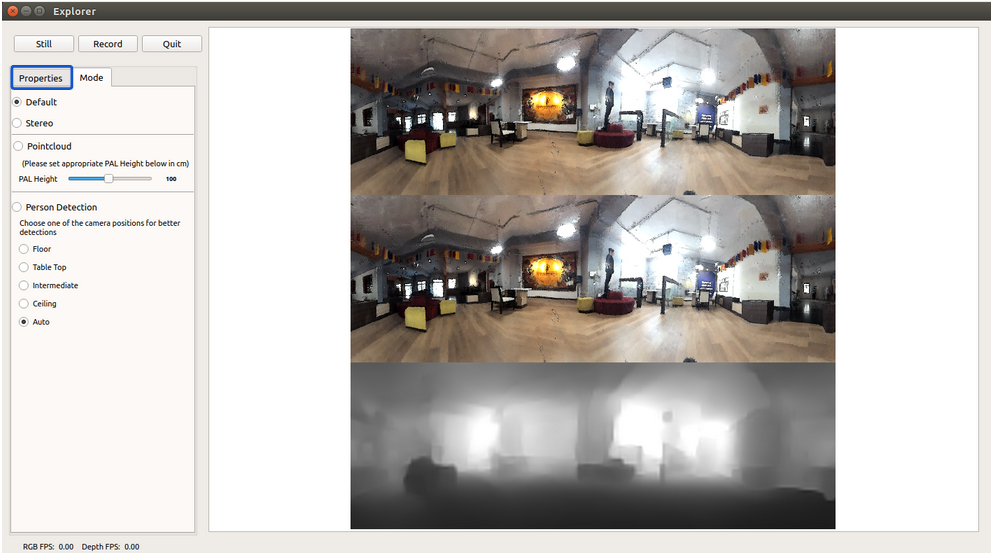 Explorer
Still Record Quit
Properties Mode
Default
Stereo
Pointcloud
(Please set appropriate PAL Height below in cm)
PAL Height 100
Person Detection
Choose one of the camera positions for better
detections
Floor
Table Top
Intermediate
Ceiling
Auto
RGB FPS: 0.00 Depth FPS: 0.00